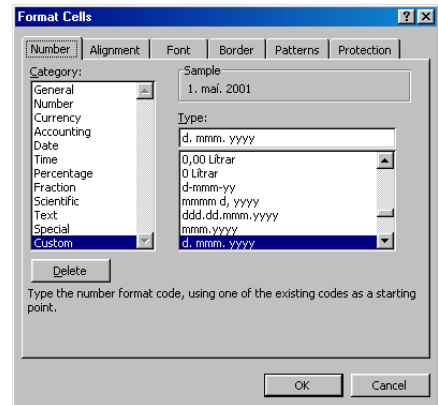 Format Cells
Number Alignment Font Border Patterns Protection
Category:
General
Number
Currency
Accounting
Date
Time
Percentage
Fraction
Scientific
Text
Special
Custom
Sample
1. maí. 2001
Type:
d. mmm. yyyy
0,00 Lítrar
0 Lítrar
d-mmm-yy
mmmm d, yyyy
ddd.dd.mmm.yyyy
mmm.yyyy
d. mmm. yyyy
Delete
Type the number format code, using one of the existing codes as a starting
point.
OK Cancel